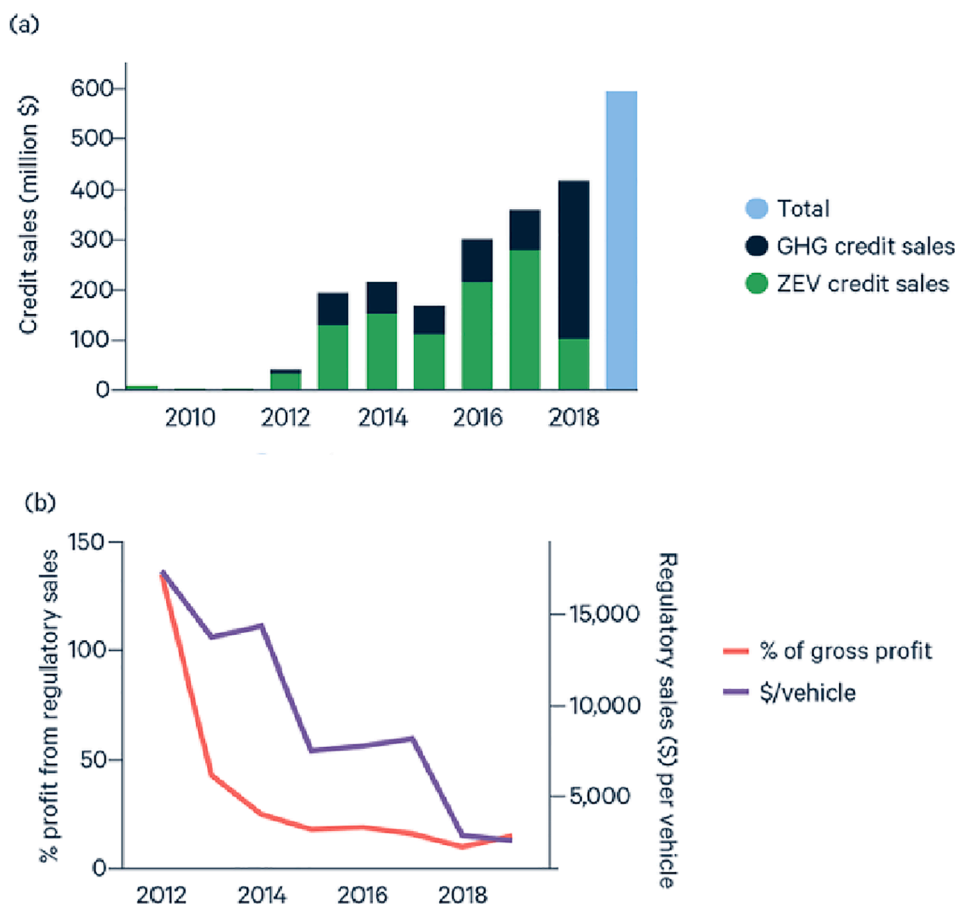 (a)
Credit sales (million $)
600
500
400
300
200
100
0
2010
2012
2014
2016
2018
Total
GHG credit sales
ZEV credit sales
(b)
% profit from regulatory sales
150
100
50
0
2012
2014
2016
2018
15,000
10,000
5,000
Regulatory sales ($) per vehicle
% of gross profit
$/vehicle